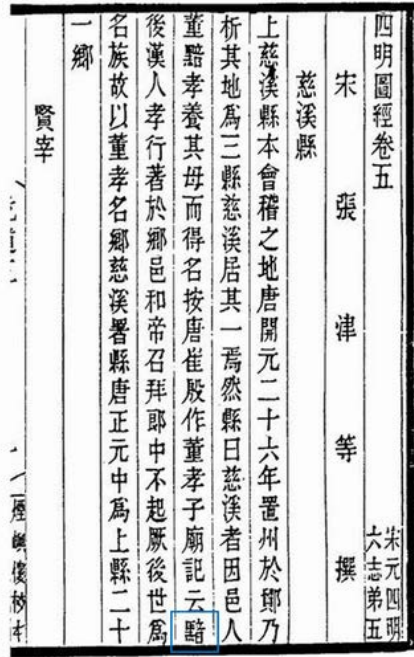 四明圖經卷五
宋元四明
六志第五
宋張津等撰
慈溪縣
上慈溪縣本會稽之地唐開元二十六年置州於鄮乃
析其地爲三縣慈溪居其一焉然縣曰慈溪者因邑人
董黯孝養其母而得名按唐崔殷作董孝子廟記云黯
後漢人孝行著於鄉邑和帝召拜郎中不起厥後世爲
名族故以董孝名鄉慈溪署縣唐正元中爲上縣二十
一鄉
賢宰
煙嶼樓校本